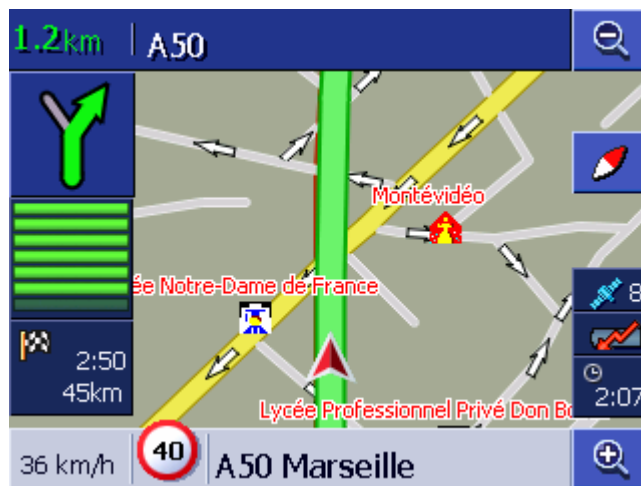 1.2km
A50
Montévidéo
ée Notre-Dame de France
8
2:50
45km
2:07
Lycée Professionnel Privé Don Bo
36 km/h
40
A50 Marseille